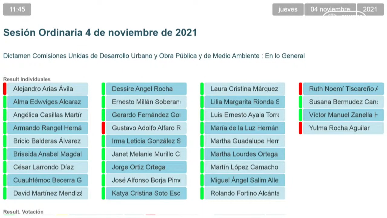 11:45 jueves 04 noviembre 2021
Sesión Ordinaria 4 de noviembre de 2021
Dictamen Comisiones Unidas de Desarrollo Urbano y Obra Pública y de Medio Ambiente : En lo General
Result Individuales
Alejandro Arias Ávila
Alma Edwviges Alcaraz
Angélica Casillas Martír
Armando Rangel Herná
Bricio Balderas Álvarez
Briseida Anabel Magdal
César Larrondo Díaz
Cuauhtémoc Becerra G
David Martínez Mendizá
Dessire Angel Rocha
Ernesto Millán Soberan
Gerardo Fernández Go
Gustavo Adolfo Alfaro R
Irma Leticia González S
Janet Melanie Murillo C
Jorge Ortiz Ortega
José Alfonso Borja Pime
Katya Cristina Soto Esc
Laura Cristina Márquez
Lilia Margarita Rionda S
Luis Ernesto Ayala Torre
María de la Luz Hernán
Martha Guadalupe Hern
Martha Lourdes Ortega
Martín López Camacho
Miguel Ángel Salim Alle
Rolando Fortino Alcánta
Ruth Noemí Tiscareño A
Susana Bermúdez Cano
Víctor Manuel Zanella H
Yulma Rocha Aguilar
Result. Votación